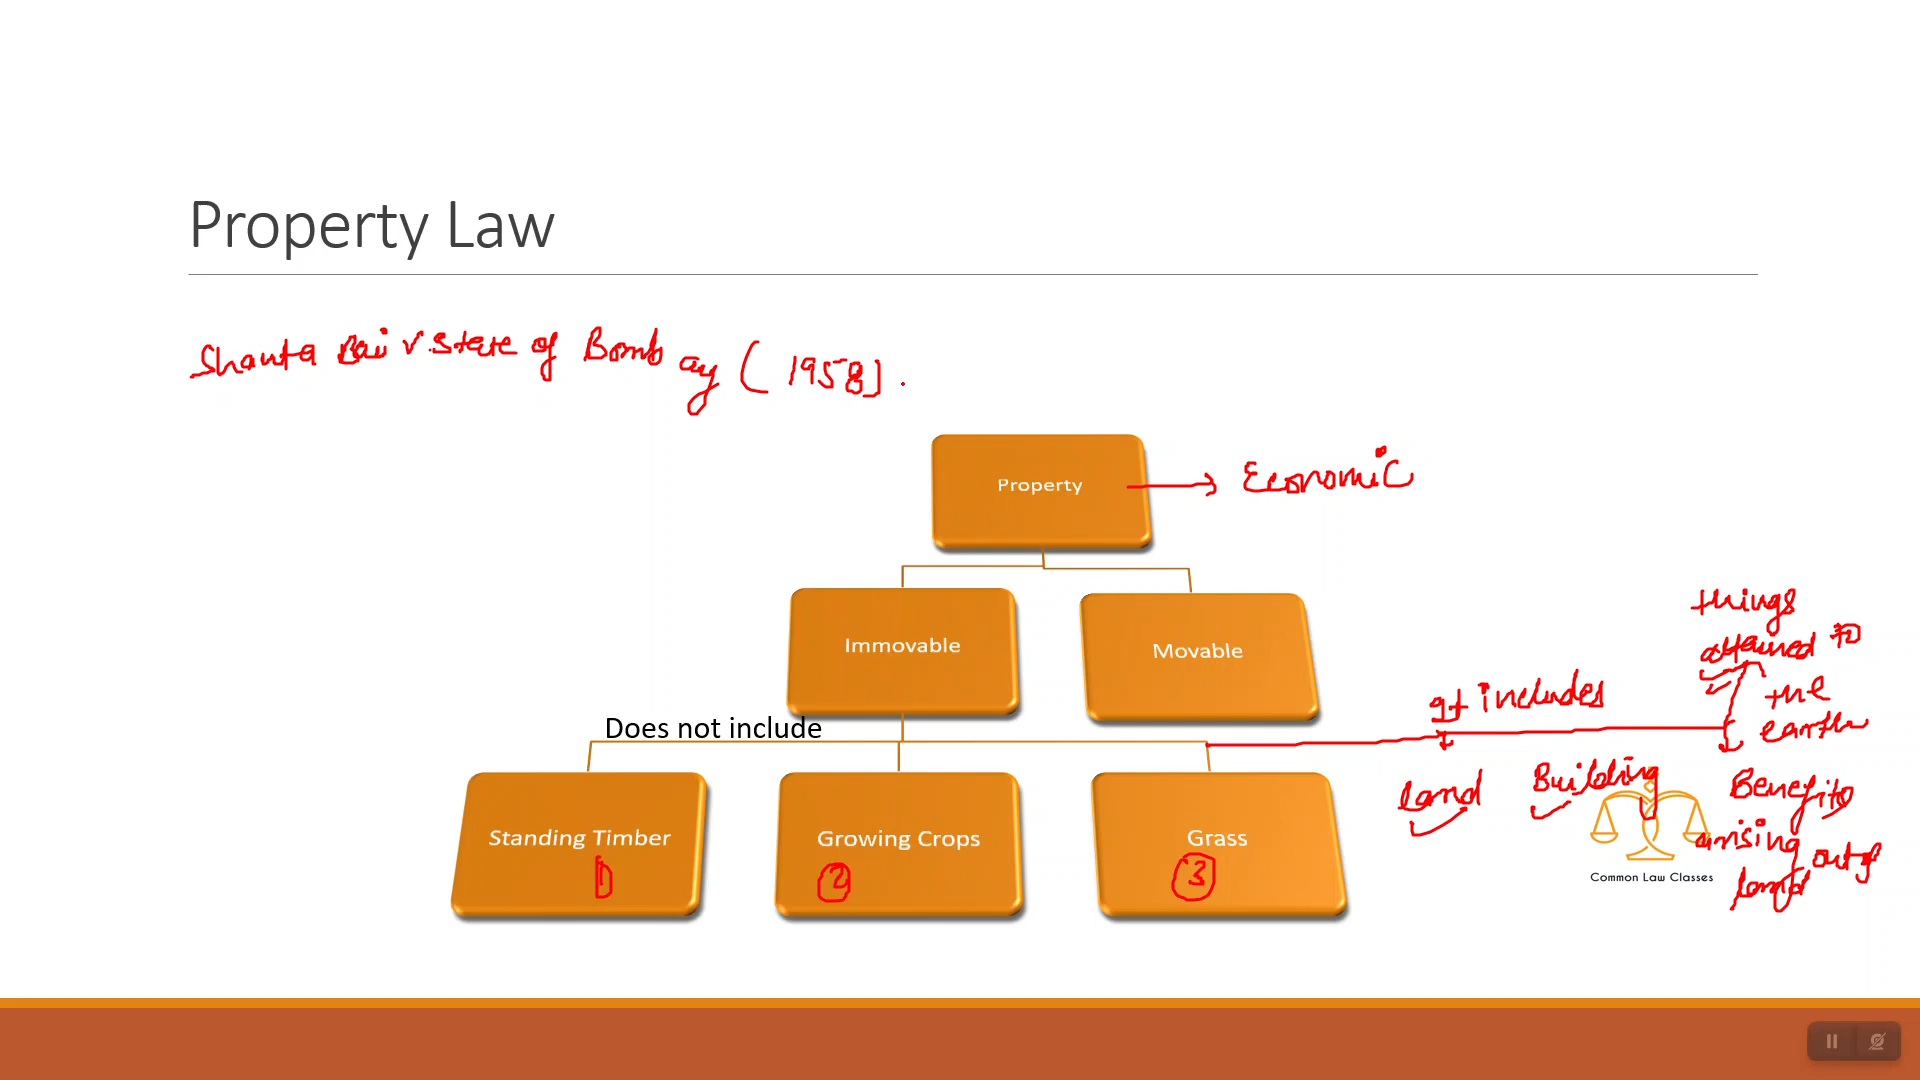 Property Law
Shanta Bai v. State of Bombay (1958).
Property
Economic
Immovable
Movable
things
attained to
the
earth
It includes
Does not include
Land Building Benefits
arising out of
land
Standing Timber Growing Crops Grass
1 2 3
Common Law Classes